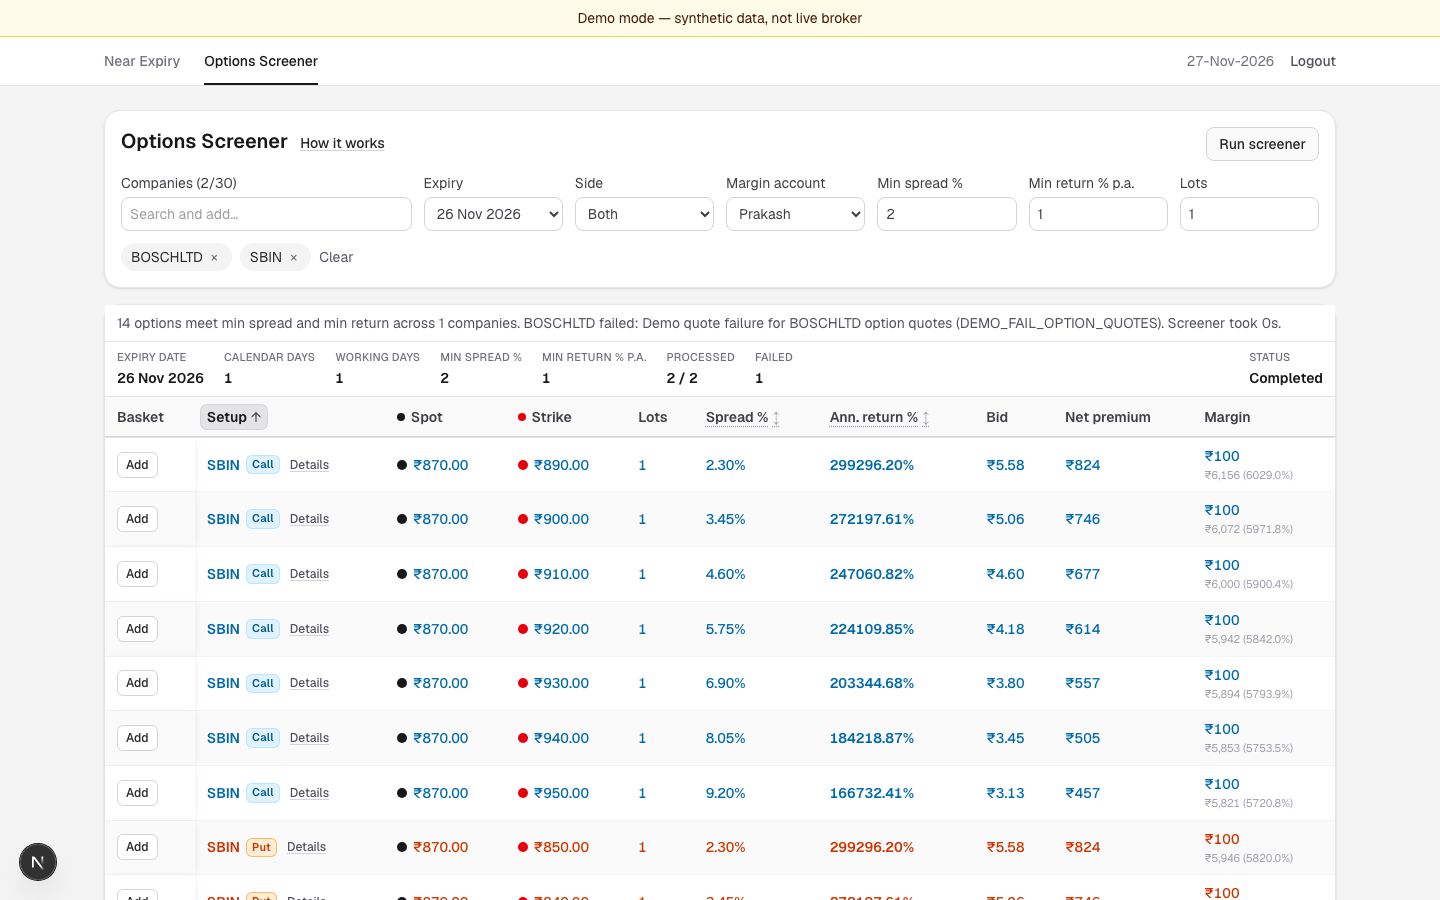 Demo mode — synthetic data, not live broker
Near Expiry Options Screener 27-Nov-2026 Logout
Options Screener How it works Run screener
Companies (2/30) Expiry Side Margin account Min spread % Min return % p.a. Lots
Search and add... 26 Nov 2026 Both Prakash 2 1 1
BOSCHLTD × SBIN × Clear
14 options meet min spread and min return across 1 companies. BOSCHLTD failed: Demo quote failure for BOSCHLTD option quotes (DEMO_FAIL_OPTION_QUOTES). Screener took 0s.
EXPIRY DATE CALENDAR DAYS WORKING DAYS MIN SPREAD % MIN RETURN % P.A. PROCESSED FAILED STATUS
26 Nov 2026 1 1 2 1 2 / 2 1 Completed
Basket Setup ↑ Spot Strike Lots Spread % ↕ Ann. return % ↕ Bid Net premium Margin
Add SBIN Call Details ₹870.00 ₹890.00 1 2.30% 299296.20% ₹5.58 ₹824 ₹100
₹6,156 (6029.0%)
Add SBIN Call Details ₹870.00 ₹900.00 1 3.45% 272197.61% ₹5.06 ₹746 ₹100
₹6,072 (5971.8%)
Add SBIN Call Details ₹870.00 ₹910.00 1 4.60% 247060.82% ₹4.60 ₹677 ₹100
₹6,000 (5900.4%)
Add SBIN Call Details ₹870.00 ₹920.00 1 5.75% 224109.85% ₹4.18 ₹614 ₹100
₹5,942 (5842.0%)
Add SBIN Call Details ₹870.00 ₹930.00 1 6.90% 203344.68% ₹3.80 ₹557 ₹100
₹5,894 (5793.9%)
Add SBIN Call Details ₹870.00 ₹940.00 1 8.05% 184218.87% ₹3.45 ₹505 ₹100
₹5,853 (5753.5%)
Add SBIN Call Details ₹870.00 ₹950.00 1 9.20% 166732.41% ₹3.13 ₹457 ₹100
₹5,821 (5720.8%)
Add SBIN Put Details ₹870.00 ₹850.00 1 2.30% 299296.20% ₹5.58 ₹824 ₹100
₹5,946 (5820.0%)
₹100
N